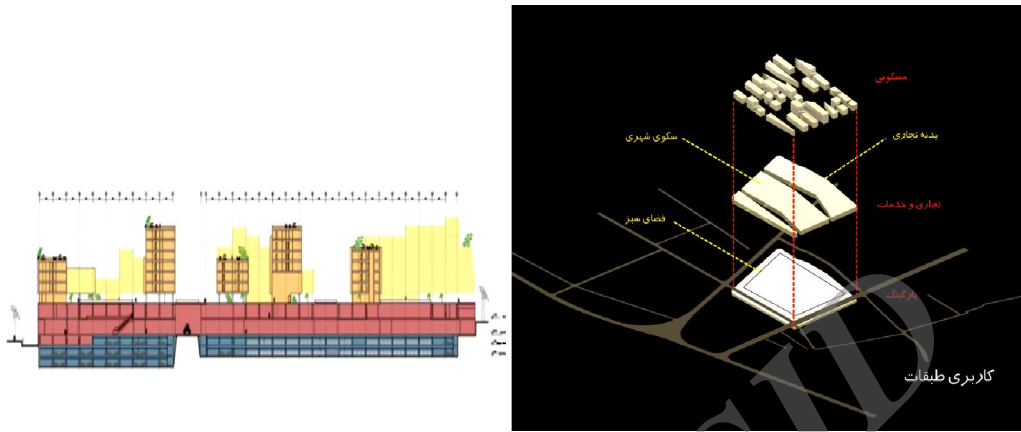 مسکونی
بدنه تجاری
سکوی شهری
تجاری و خدمات
فضای سبز
پارکینگ
کاربری طبقات